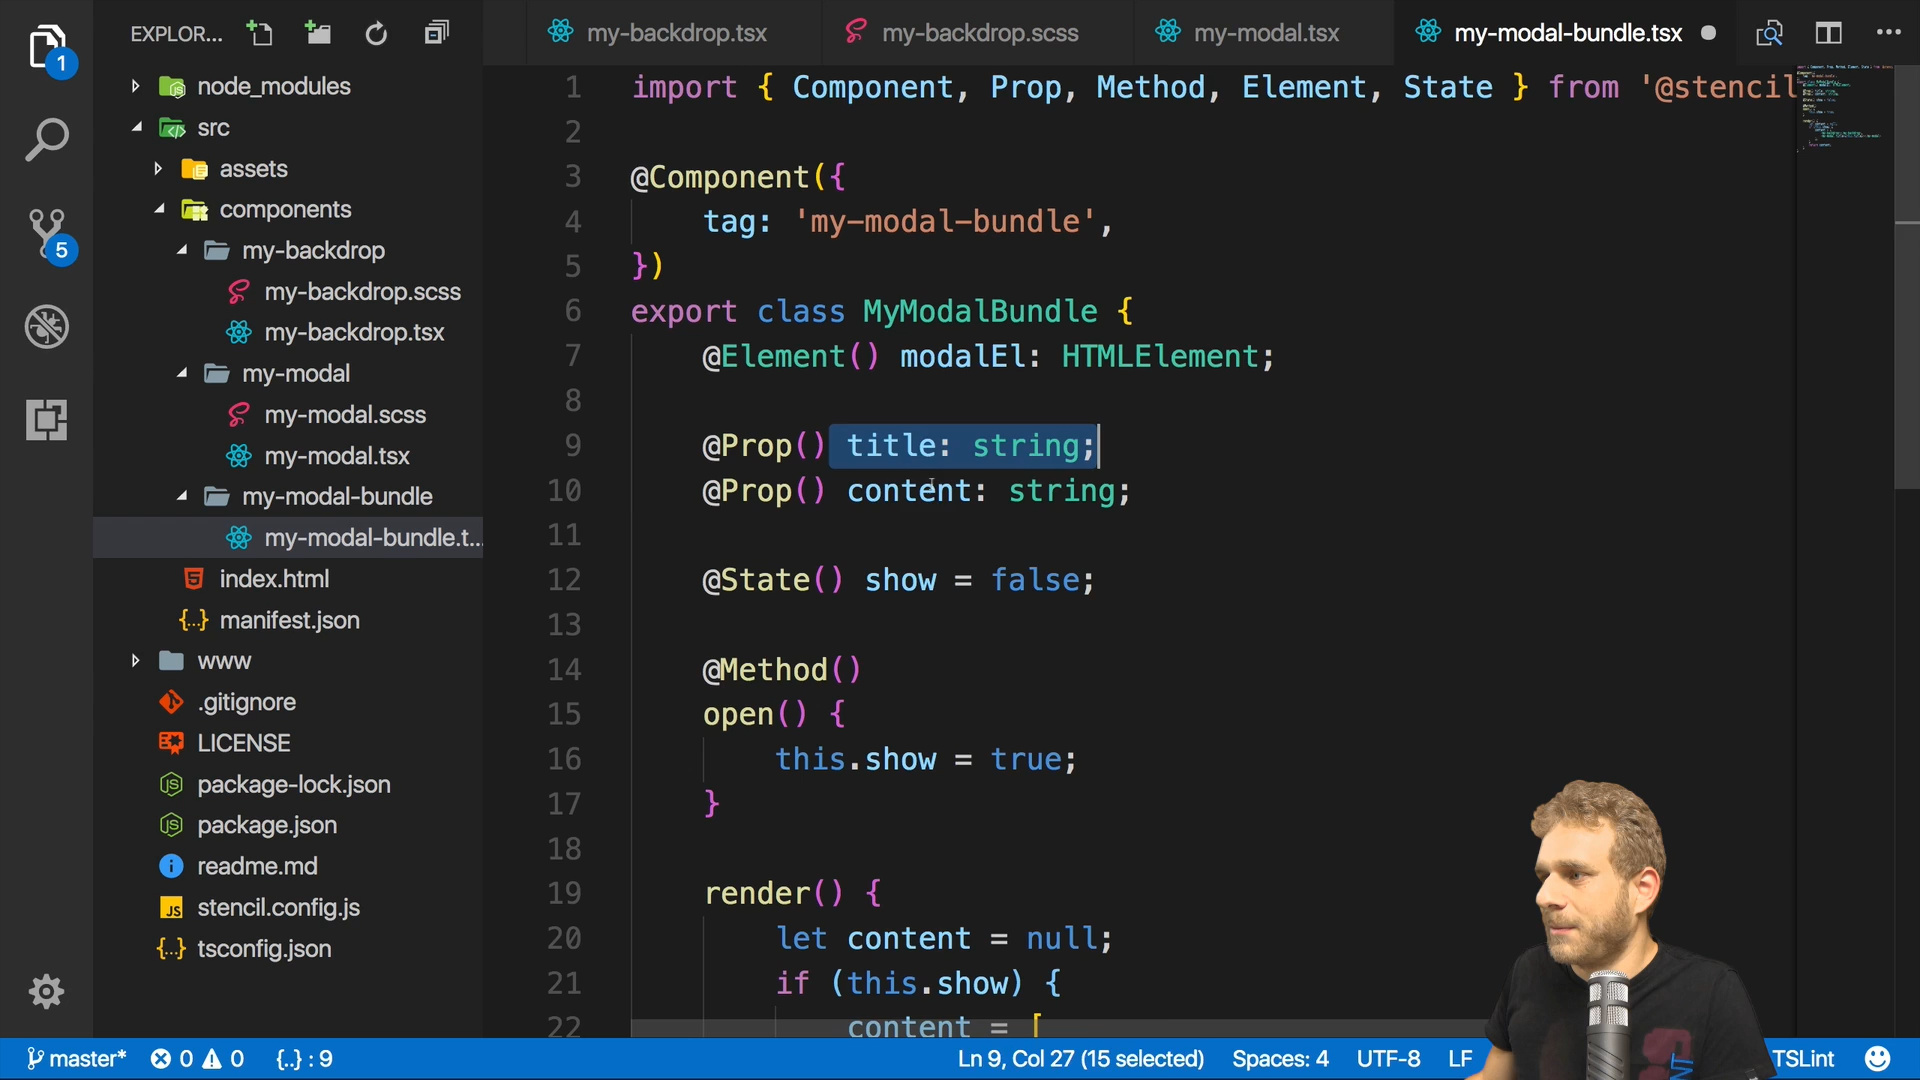 EXPLOR...
my-backdrop.tsx
my-backdrop.scss
my-modal.tsx
my-modal-bundle.tsx
1
5
node_modules
src
assets
components
my-backdrop
my-backdrop.scss
my-backdrop.tsx
my-modal
my-modal.scss
my-modal.tsx
my-modal-bundle
my-modal-bundle.t...
index.html
manifest.json
www
.gitignore
LICENSE
package-lock.json
package.json
readme.md
stencil.config.js
tsconfig.json
1 import { Component, Prop, Method, Element, State } from '@stencil
2
3 @Component({
4 tag: 'my-modal-bundle',
5 })
6 export class MyModalBundle {
7 @Element() modalEl: HTMLElement;
8
9 @Prop() title: string;
10 @Prop() content: string;
11
12 @State() show = false;
13
14 @Method()
15 open() {
16 this.show = true;
17 }
18
19 render() {
20 let content = null;
21 if (this.show) {
22 content = [
master* 0 0 {..} : 9 Ln 9, Col 27 (15 selected) Spaces: 4 UTF-8 LF TSLint